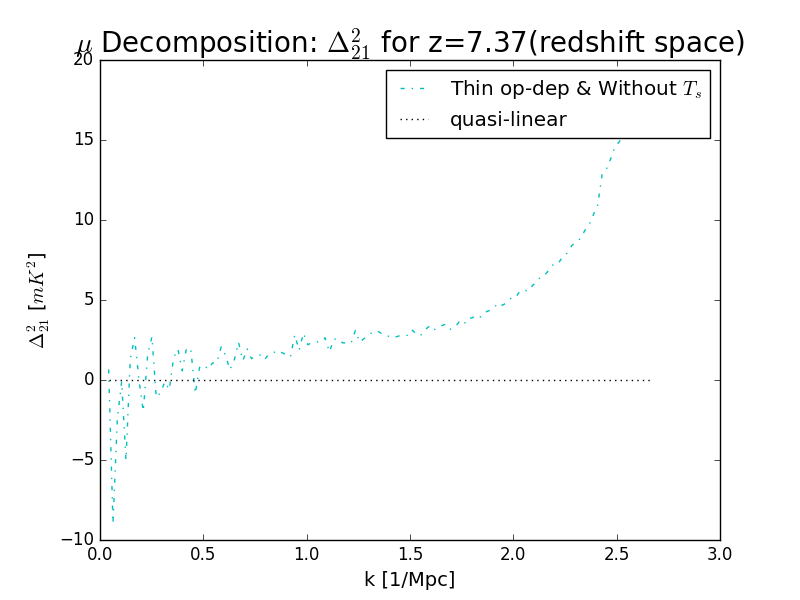 μ Decomposition: Δ²₂₁ for z=7.37(redshift space)
Thin op-dep & Without Tₛ
quasi-linear
20
15
10
5
0
−5
−10
Δ²₂₁ [mK²]
0.0 0.5 1.0 1.5 2.0 2.5 3.0
k [1/Mpc]